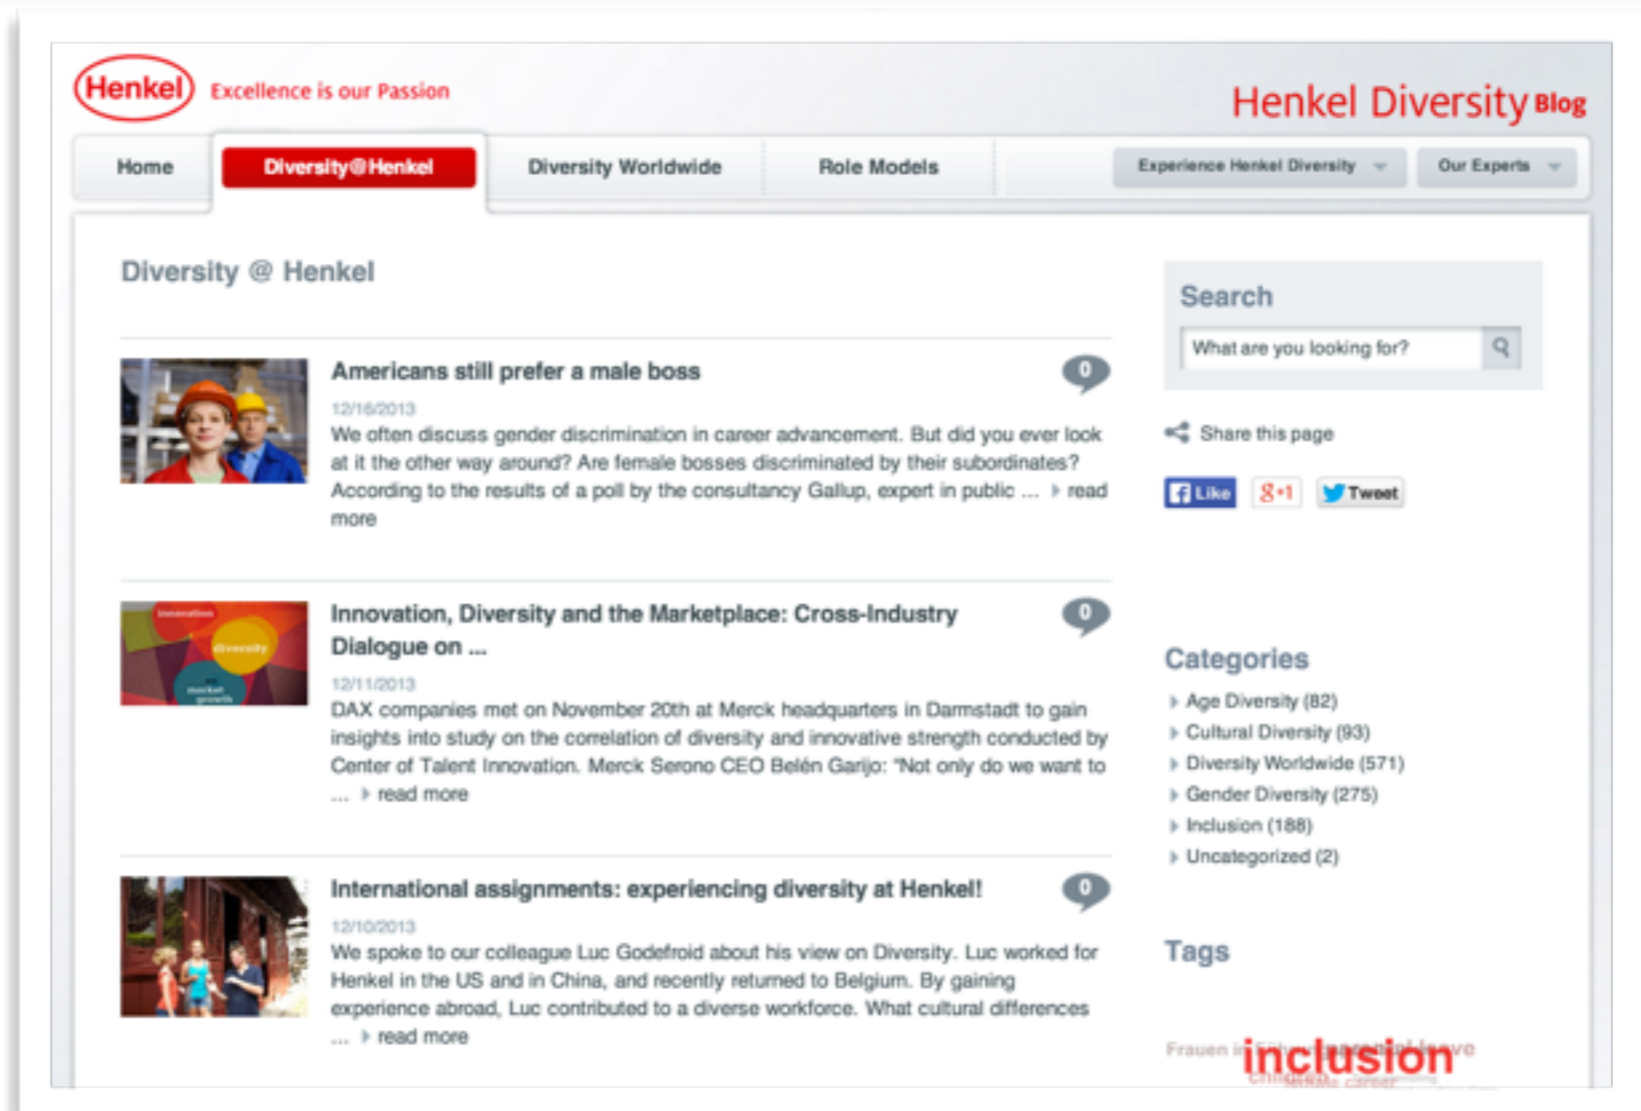 Henkel Excellence is our Passion
Henkel Diversity Blog
Home Diversity@Henkel Diversity Worldwide Role Models Experience Henkel Diversity Our Experts
Diversity @ Henkel
Americans still prefer a male boss
0
12/16/2013
We often discuss gender discrimination in career advancement. But did you ever look
at it the other way around? Are female bosses discriminated by their subordinates?
According to the results of a poll by the consultancy Gallup, expert in public ... read
more
innovation
diversity
market
growth
Innovation, Diversity and the Marketplace: Cross-Industry
Dialogue on ...
0
12/11/2013
DAX companies met on November 20th at Merck headquarters in Darmstadt to gain
insights into study on the correlation of diversity and innovative strength conducted by
Center of Talent Innovation. Merck Serono CEO Belén Garijo: "Not only do we want to
... read more
International assignments: experiencing diversity at Henkel!
0
12/10/2013
We spoke to our colleague Luc Godefroid about his view on Diversity. Luc worked for
Henkel in the US and in China, and recently returned to Belgium. By gaining
experience abroad, Luc contributed to a diverse workforce. What cultural differences
... read more
Search
What are you looking for?
Share this page
Like g+1 Tweet
Categories
Age Diversity (82)
Cultural Diversity (93)
Diversity Worldwide (571)
Gender Diversity (275)
Inclusion (188)
Uncategorized (2)
Tags
Frauen
inclusion
career